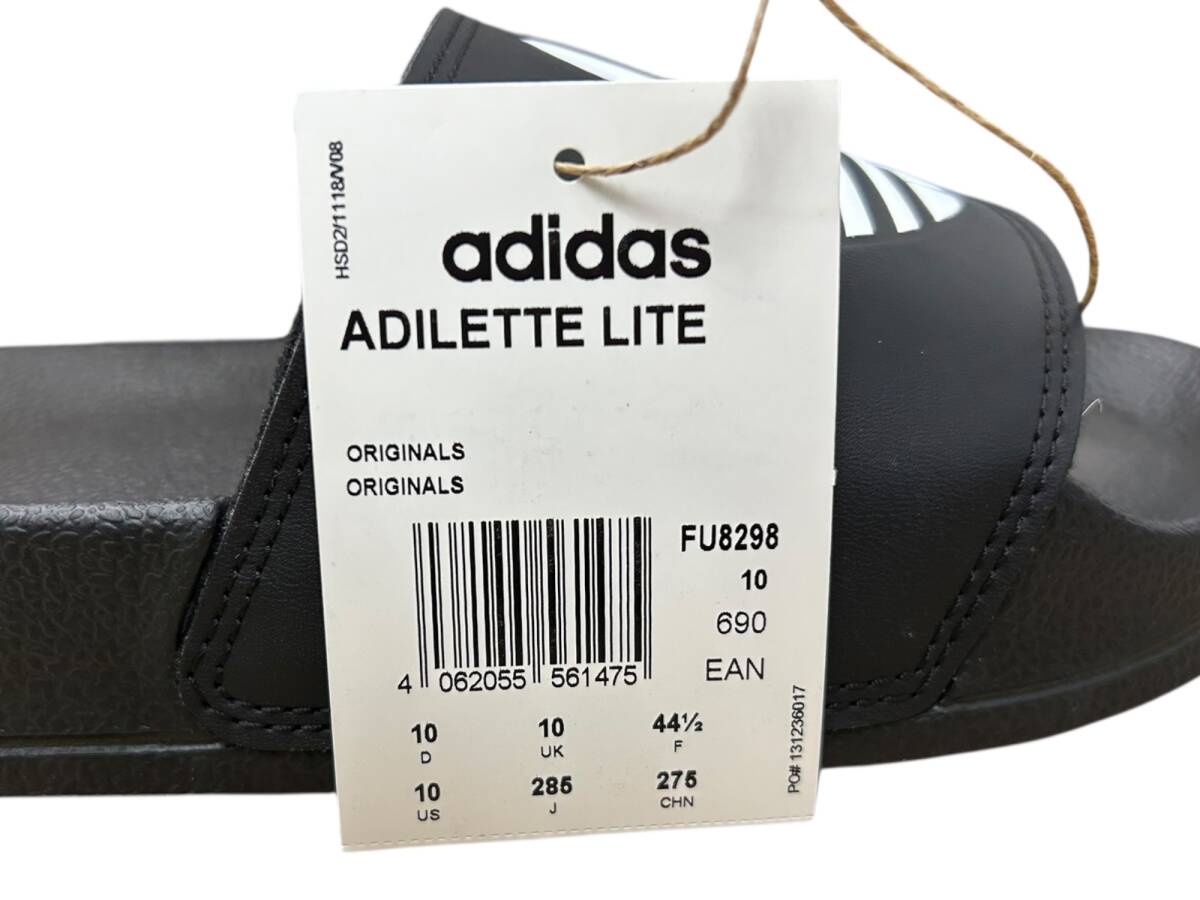 HSD2/1118/V08
adidas
ADILETTE LITE
ORIGINALS
ORIGINALS
FU8298
10
690
EAN
4 062055 561475
10 10 44½
D UK F
10 285 275
US J CHN
PO# 131236017